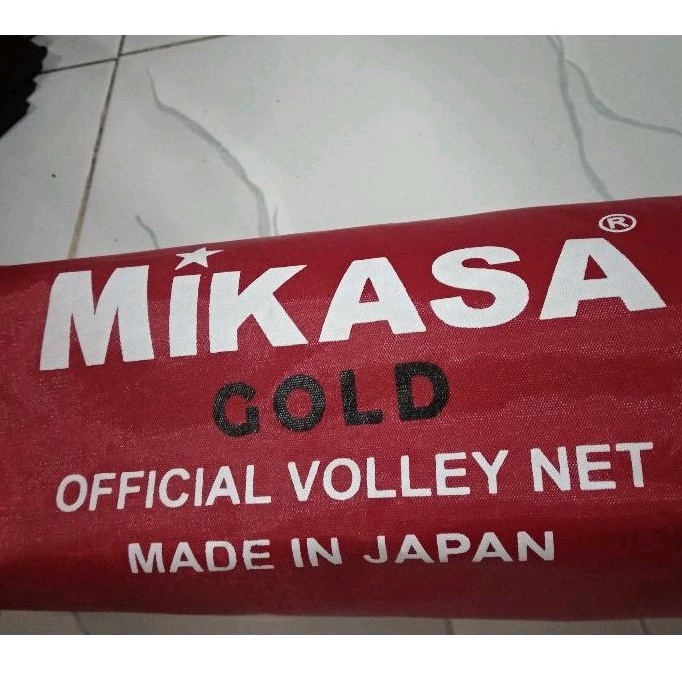 MiKASA®
GOLD
OFFICIAL VOLLEY NET
MADE IN JAPAN